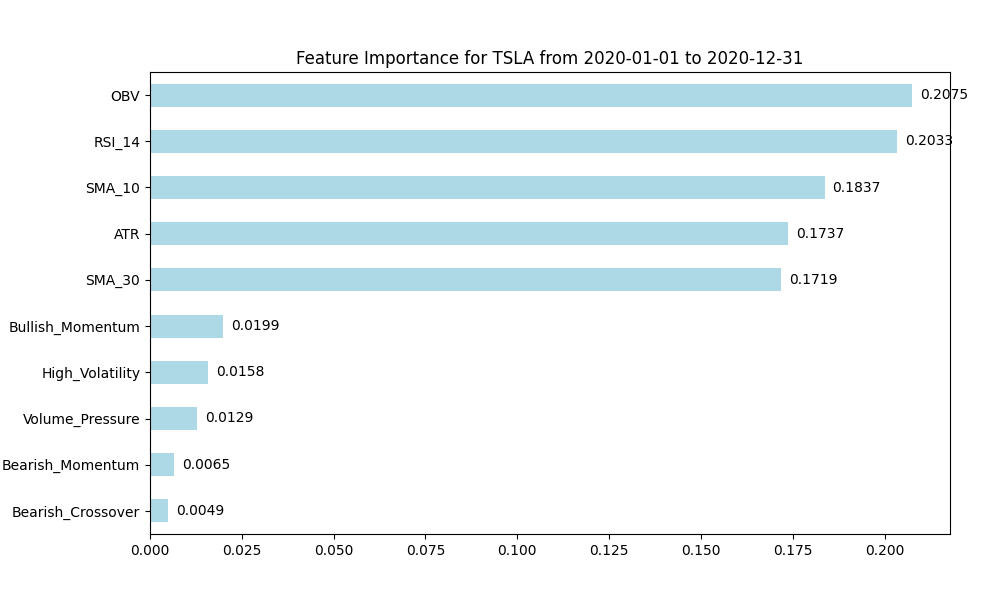 Feature Importance for TSLA from 2020-01-01 to 2020-12-31
OBV 0.2075
RSI_14 0.2033
SMA_10 0.1837
ATR 0.1737
SMA_30 0.1719
Bullish_Momentum 0.0199
High_Volatility 0.0158
Volume_Pressure 0.0129
Bearish_Momentum 0.0065
Bearish_Crossover 0.0049
0.000 0.025 0.050 0.075 0.100 0.125 0.150 0.175 0.200